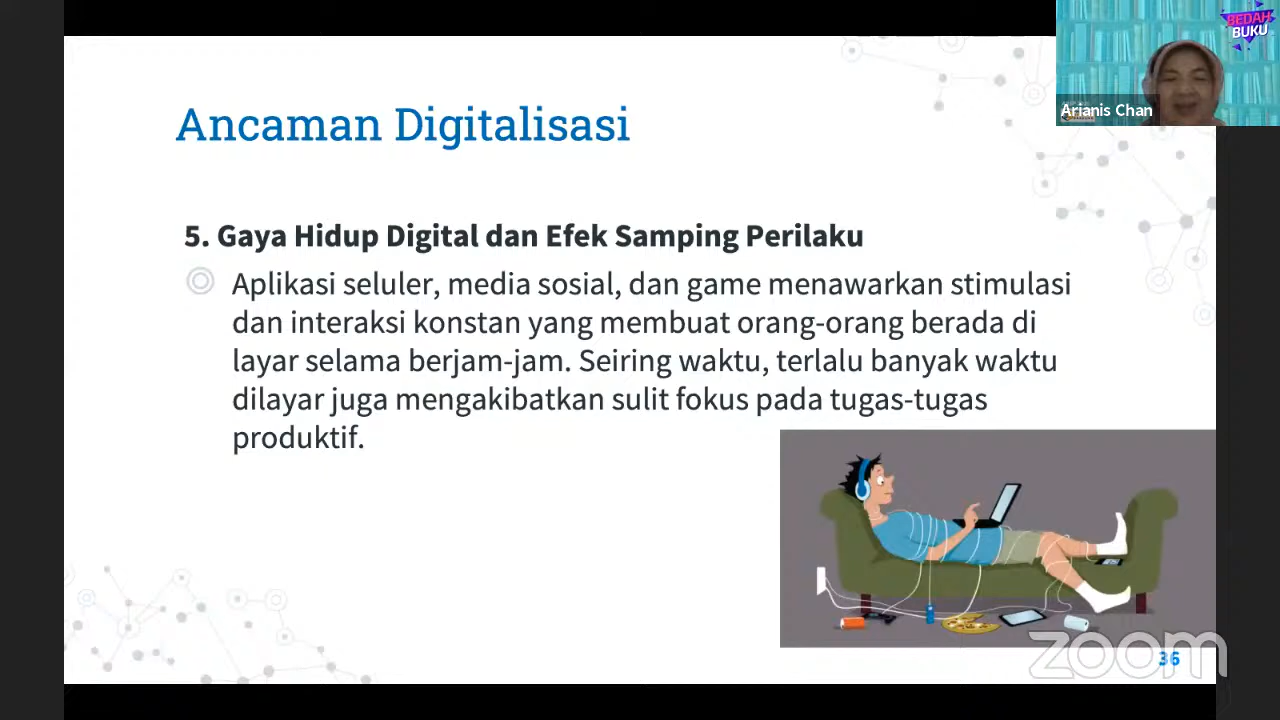 BEDAH
BUKU
Arianis Chan
Ancaman Digitalisasi
5. Gaya Hidup Digital dan Efek Samping Perilaku
Aplikasi seluler, media sosial, dan game menawarkan stimulasi
dan interaksi konstan yang membuat orang-orang berada di
layar selama berjam-jam. Seiring waktu, terlalu banyak waktu
dilayar juga mengakibatkan sulit fokus pada tugas-tugas
produktif.
zoom
36